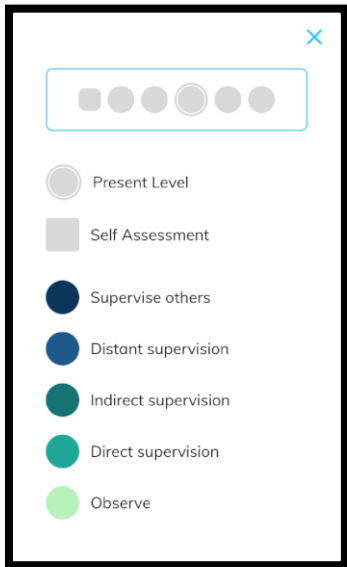 Present Level
Self Assessment
Supervise others
Distant supervision
Indirect supervision
Direct supervision
Observe